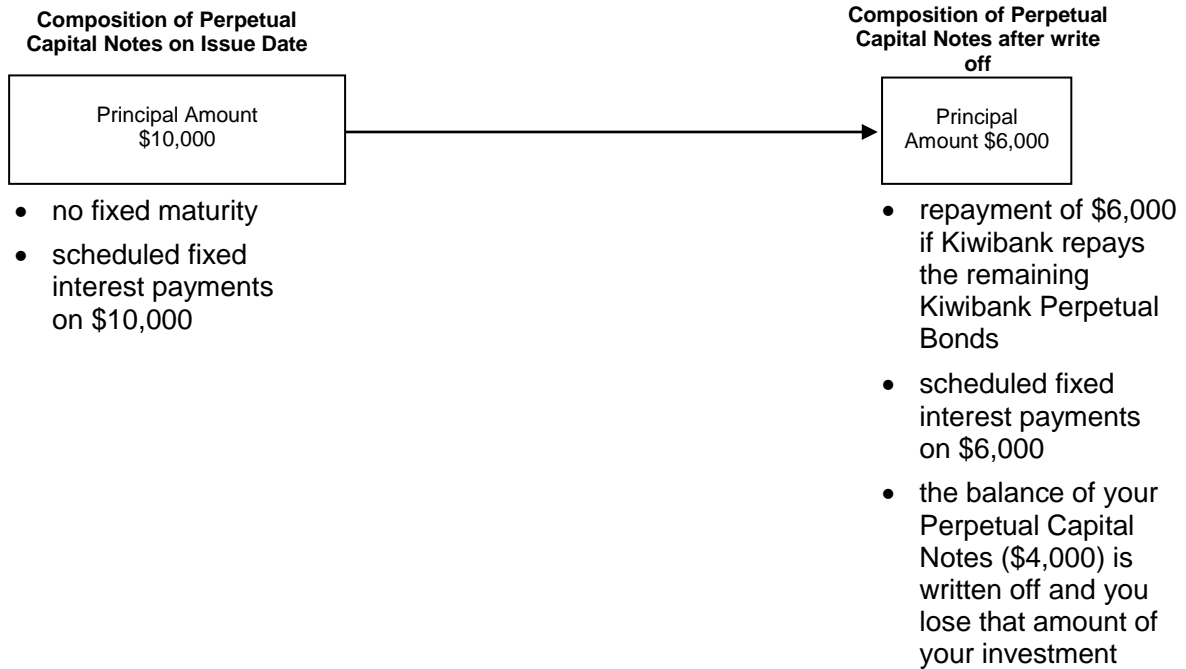 Composition of Perpetual
Capital Notes on Issue Date
Principal Amount
$10,000
• no fixed maturity
• scheduled fixed
interest payments
on $10,000
Composition of Perpetual
Capital Notes after write
off
Principal
Amount $6,000
• repayment of $6,000
if Kiwibank repays
the remaining
Kiwibank Perpetual
Bonds
• scheduled fixed
interest payments
on $6,000
• the balance of your
Perpetual Capital
Notes ($4,000) is
written off and you
lose that amount of
your investment